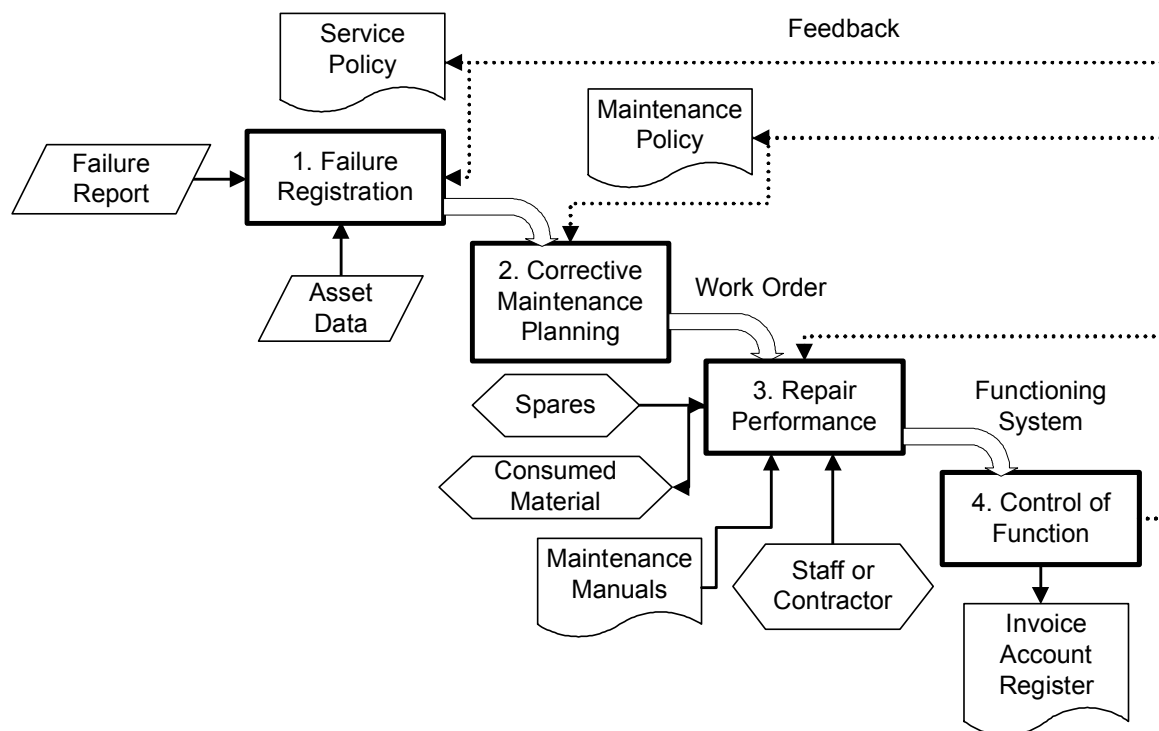 Service
Policy
Feedback
Maintenance
Policy
Failure
Report
1. Failure
Registration
Asset
Data
2. Corrective
Maintenance
Planning
Work Order
Spares
3. Repair
Performance
Functioning
System
Consumed
Material
4. Control of
Function
Maintenance
Manuals
Staff or
Contractor
Invoice
Account
Register